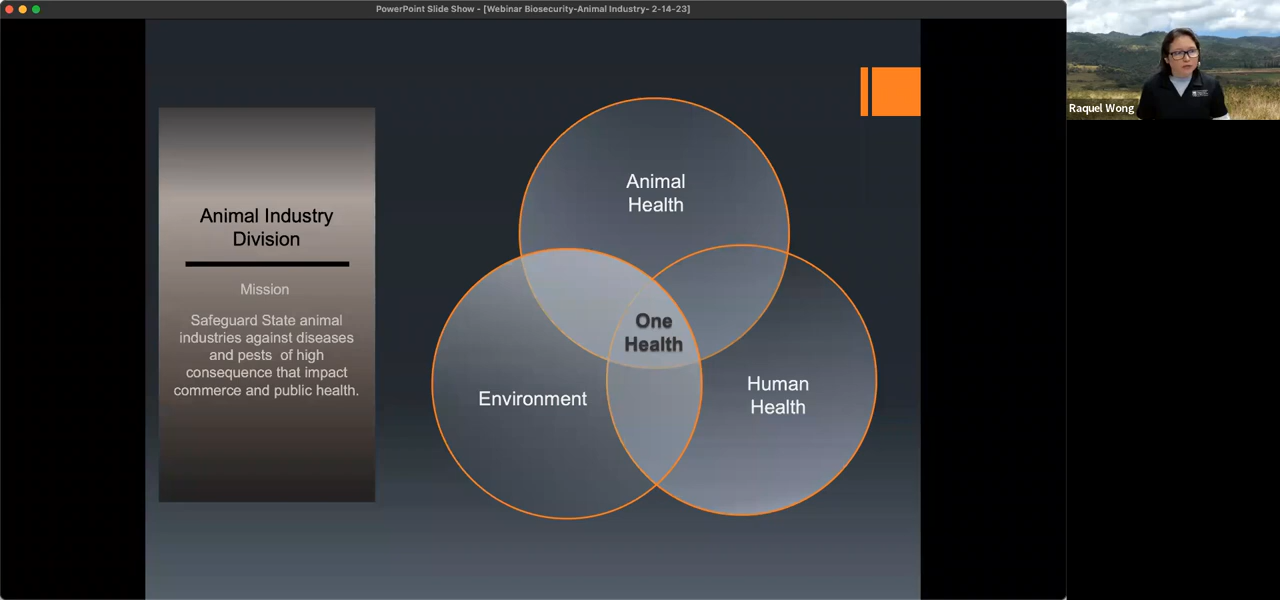 PowerPoint Slide Show - [Webinar Biosecurity-Animal Industry- 2-14-23]
Raquel Wong
Animal Industry
Division
Mission
Safeguard State animal
industries against diseases
and pests of high
consequence that impact
commerce and public health.
Animal
Health
One
Health
Environment
Human
Health